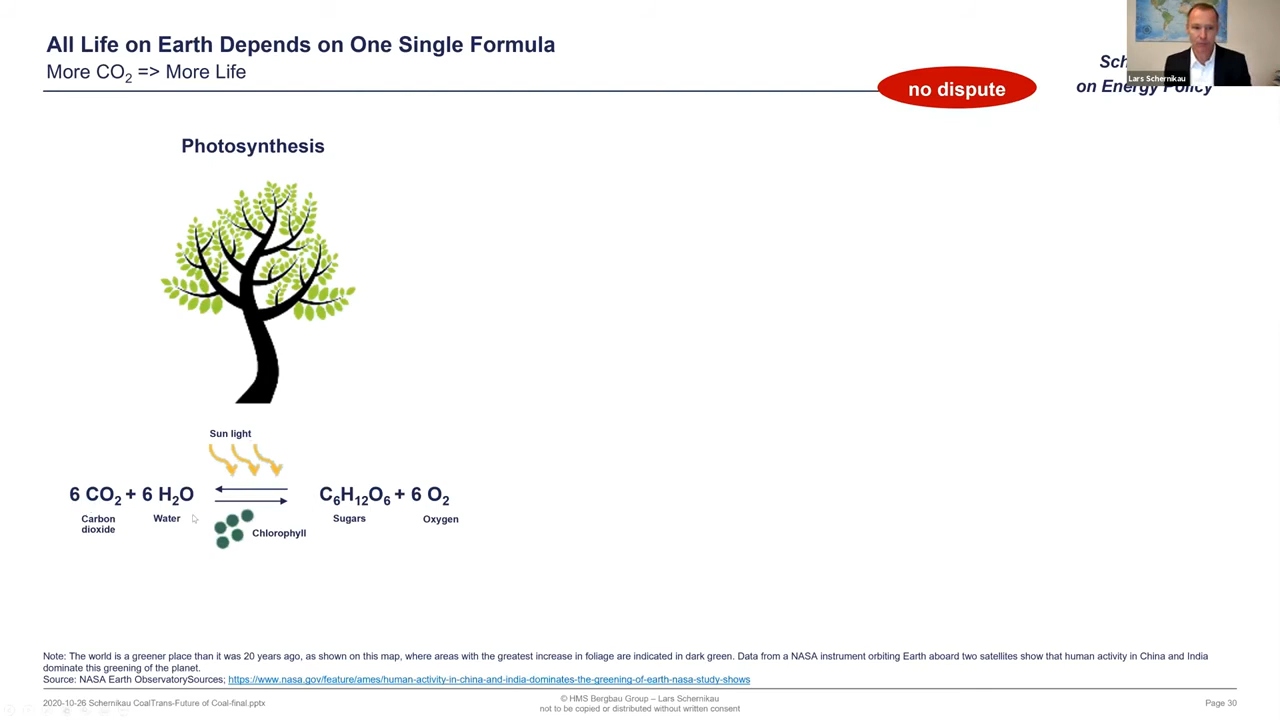 All Life on Earth Depends on One Single Formula
More CO₂ => More Life
no dispute
Sch
on Energy Policy
Lars Schernikau
Photosynthesis
Sun light
6 CO₂ + 6 H₂O
C₆H₁₂O₆ + 6 O₂
Carbon
dioxide
Water
Chlorophyll
Sugars
Oxygen
Note: The world is a greener place than it was 20 years ago, as shown on this map, where areas with the greatest increase in foliage are indicated in dark green. Data from a NASA instrument orbiting Earth aboard two satellites show that human activity in China and India
dominate this greening of the planet.
Source: NASA Earth ObservatorySources; https://www.nasa.gov/feature/ames/human-activity-in-china-and-india-dominates-the-greening-of-earth-nasa-study-shows
2020-10-26 Schernikau CoalTrans-Future of Coal-final.pptx
© HMS Bergbau Group – Lars Schernikau
not to be copied or distributed without written consent
Page 30